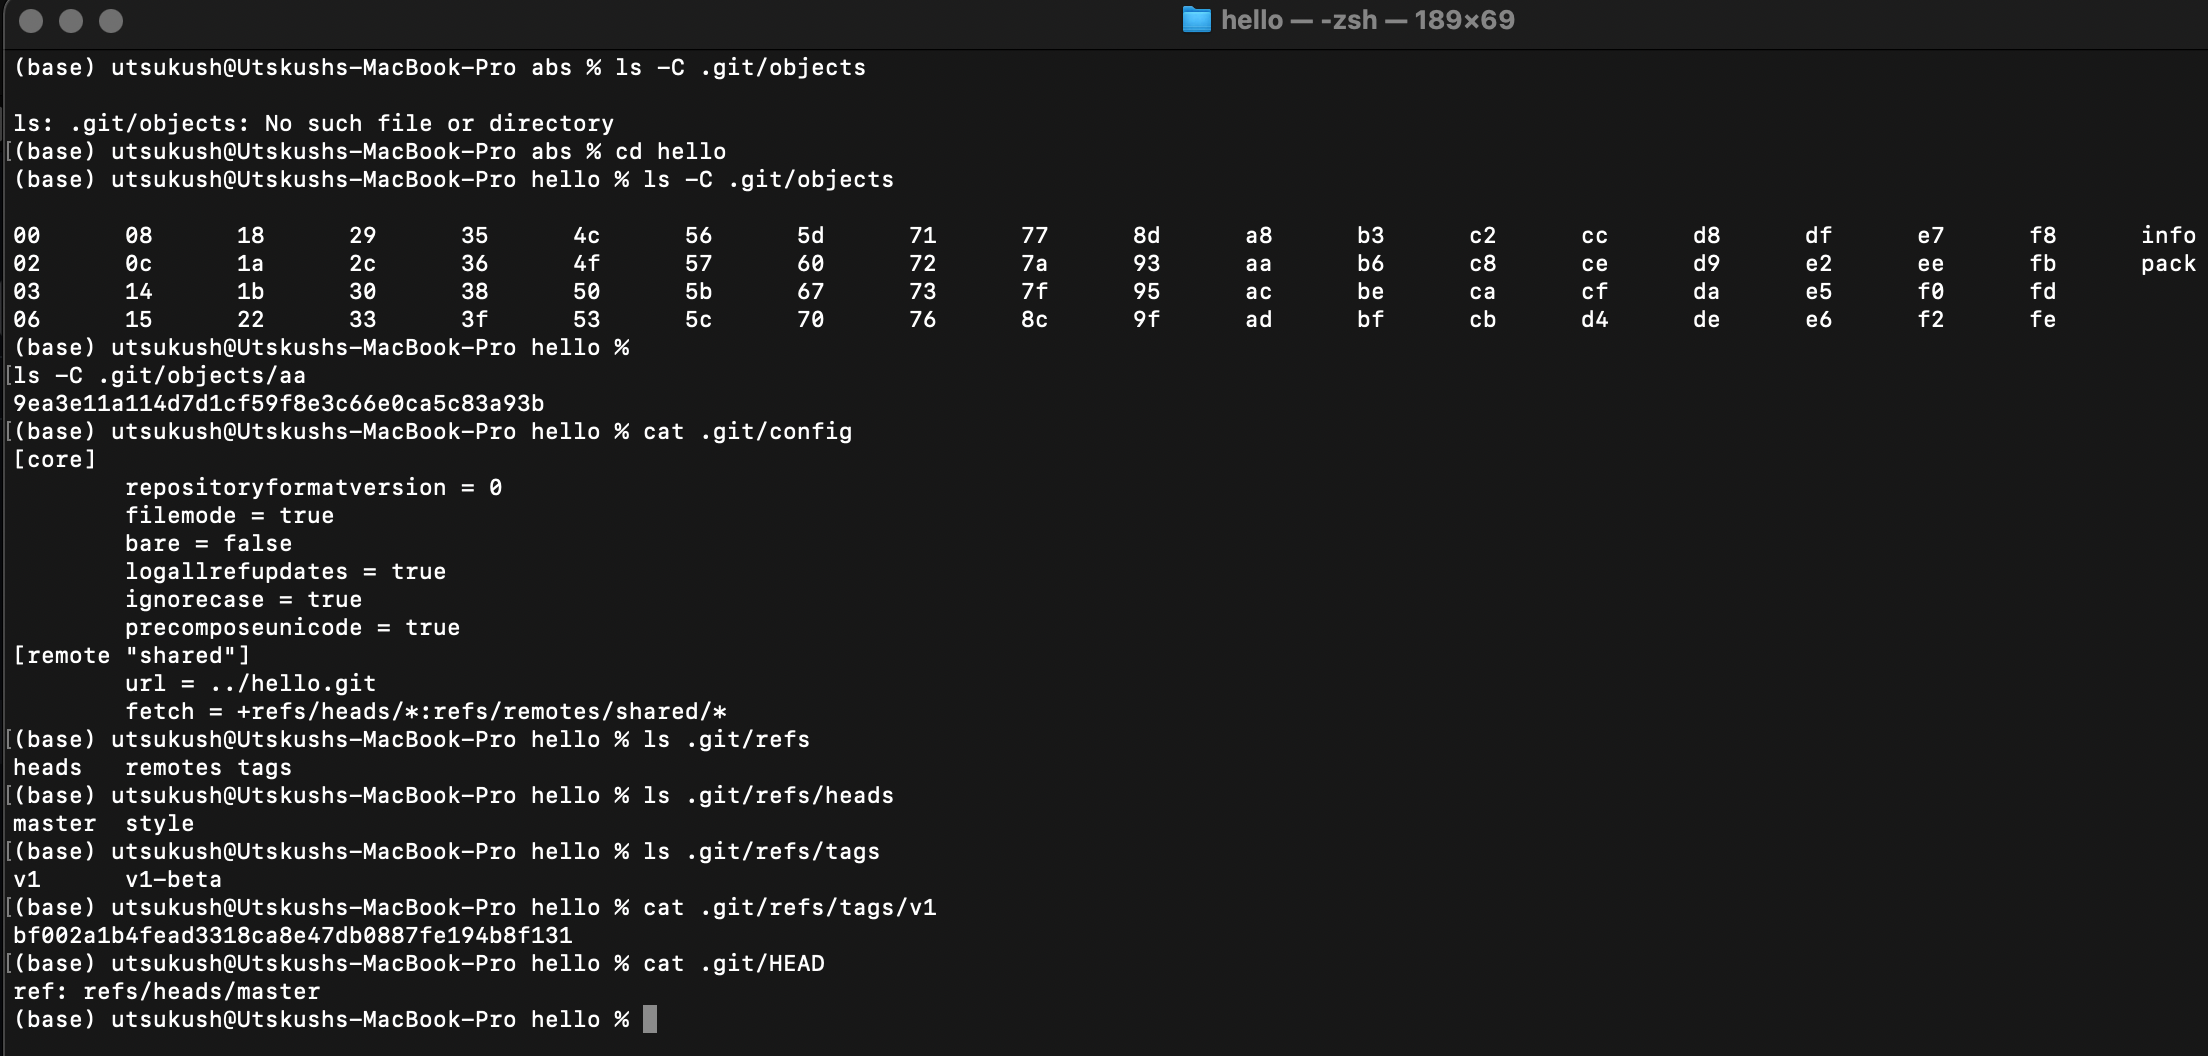 hello — -zsh — 189×69
(base) utsukush@Utskushs-MacBook-Pro abs % ls -C .git/objects
ls: .git/objects: No such file or directory
[(base) utsukush@Utskushs-MacBook-Pro abs % cd hello
(base) utsukush@Utskushs-MacBook-Pro hello % ls -C .git/objects
00 08 18 29 35 4c 56 5d 71 77 8d a8 b3 c2 cc d8 df e7 f8 info
02 0c 1a 2c 36 4f 57 60 72 7a 93 aa b6 c8 ce d9 e2 ee fb pack
03 14 1b 30 38 50 5b 67 73 7f 95 ac be ca cf da e5 f0 fd
06 15 22 33 3f 53 5c 70 76 8c 9f ad bf cb d4 de e6 f2 fe
(base) utsukush@Utskushs-MacBook-Pro hello %
[ls -C .git/objects/aa
9ea3e11a114d7d1cf59f8e3c66e0ca5c83a93b
[(base) utsukush@Utskushs-MacBook-Pro hello % cat .git/config
[core]
repositoryformatversion = 0
filemode = true
bare = false
logallrefupdates = true
ignorecase = true
precomposeunicode = true
[remote "shared"]
url = ../hello.git
fetch = +refs/heads/*:refs/remotes/shared/*
[(base) utsukush@Utskushs-MacBook-Pro hello % ls .git/refs
heads remotes tags
[(base) utsukush@Utskushs-MacBook-Pro hello % ls .git/refs/heads
master style
[(base) utsukush@Utskushs-MacBook-Pro hello % ls .git/refs/tags
v1 v1-beta
[(base) utsukush@Utskushs-MacBook-Pro hello % cat .git/refs/tags/v1
bf002a1b4fead3318ca8e47db0887fe194b8f131
[(base) utsukush@Utskushs-MacBook-Pro hello % cat .git/HEAD
ref: refs/heads/master
(base) utsukush@Utskushs-MacBook-Pro hello %